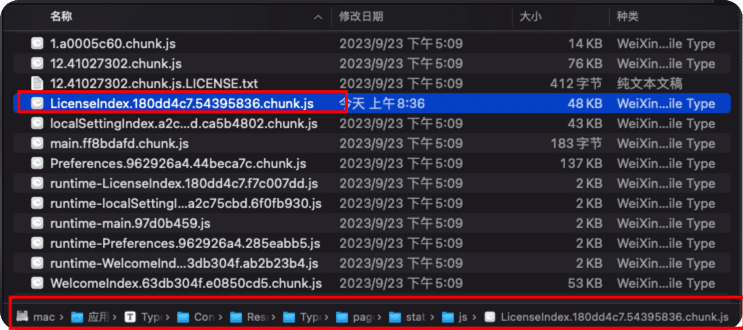 名称 修改日期 大小 种类
1.a0005c60.chunk.js 2023/9/23 下午5:09 14 KB WeiXin...ile Type
12.41027302.chunk.js 2023/9/23 下午5:09 76 KB WeiXin...ile Type
12.41027302.chunk.js.LICENSE.txt 2023/9/23 下午5:09 412 字节 纯文本文稿
LicenseIndex.180dd4c7.54395836.chunk.js 今天 上午8:36 48 KB WeiXin...ile Type
localSettingIndex.a2c...d.ca5b4802.chunk.js 2023/9/23 下午5:09 43 KB WeiXin...ile Type
main.ff8bdafd.chunk.js 2023/9/23 下午5:09 183 字节 WeiXin...ile Type
Preferences.962926a4.44beca7c.chunk.js 2023/9/23 下午5:09 137 KB WeiXin...ile Type
runtime-LicenseIndex.180dd4c7.f7c007dd.js 2023/9/23 下午5:09 2 KB WeiXin...ile Type
runtime-localSettingI...a2c75cbd.6f0fb930.js 2023/9/23 下午5:09 2 KB WeiXin...ile Type
runtime-main.97d0b459.js 2023/9/23 下午5:09 2 KB WeiXin...ile Type
runtime-Preferences.962926a4.285eabb5.js 2023/9/23 下午5:09 2 KB WeiXin...ile Type
runtime-WelcomeInd...3db304f.ab2b23b4.js 2023/9/23 下午5:09 2 KB WeiXin...ile Type
WelcomeIndex.63db304f.e0850cd5.chunk.js 2023/9/23 下午5:09 53 KB WeiXin...ile Type
mac › 应用 › T Typo › Con › Res › Typo › pag › stat › js › LicenseIndex.180dd4c7.54395836.chunk.js